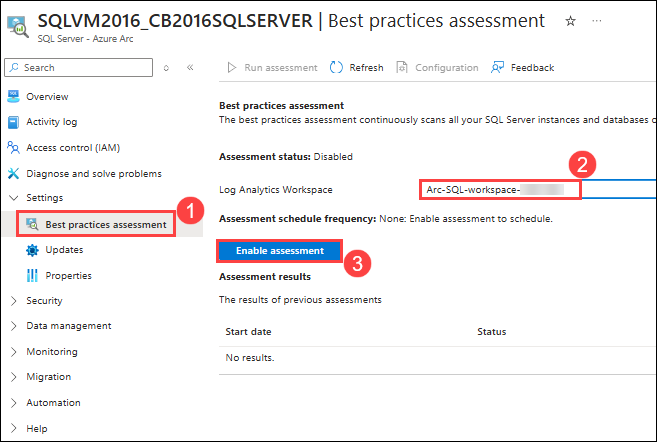 SQLVM2016_CB2016SQLSERVER | Best practices assessment
SQL Server - Azure Arc
Search
Run assessment Refresh Configuration Feedback
Overview
Activity log
Access control (IAM)
Diagnose and solve problems
Settings
1
Best practices assessment
Updates
Properties
Security
Data management
Monitoring
Migration
Automation
Help
Best practices assessment
The best practices assessment continuously scans all your SQL Server instances and databases
Assessment status: Disabled
2
Log Analytics Workspace Arc-SQL-workspace-
Assessment schedule frequency: None: Enable assessment to schedule.
Enable assessment
3
Assessment results
The results of previous assessments
Start date Status
No results.